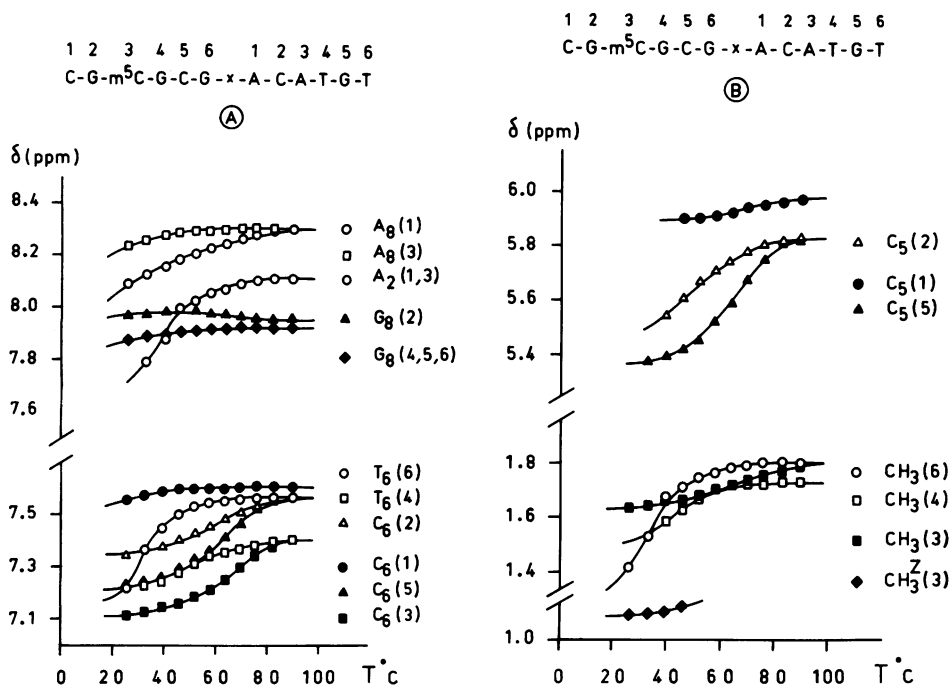 1 2 3 4 5 6 1 2 3 4 5 6
C-G-m⁵C-G-C-G-x-A-C-A-T-G-T
A
δ(ppm)
8.4
8.2
8.0
7.8
7.6
7.5
7.3
7.1
0 20 40 60 80 100 T°C
A₈(1)
A₈(3)
A₂(1,3)
G₈(2)
G₈(4,5,6)
T₆(6)
T₆(4)
C₆(2)
C₆(1)
C₆(5)
C₆(3)
1 2 3 4 5 6 1 2 3 4 5 6
C-G-m⁵C-G-C-G-x-A-C-A-T-G-T
B
δ(ppm)
6.0
5.8
5.6
5.4
1.8
1.6
1.4
1.0
0 20 40 60 80 100 T°C
C₅(2)
C₅(1)
C₅(5)
CH₃(6)
CH₃(4)
CH₃(3)
CH₃ᶻ(3)